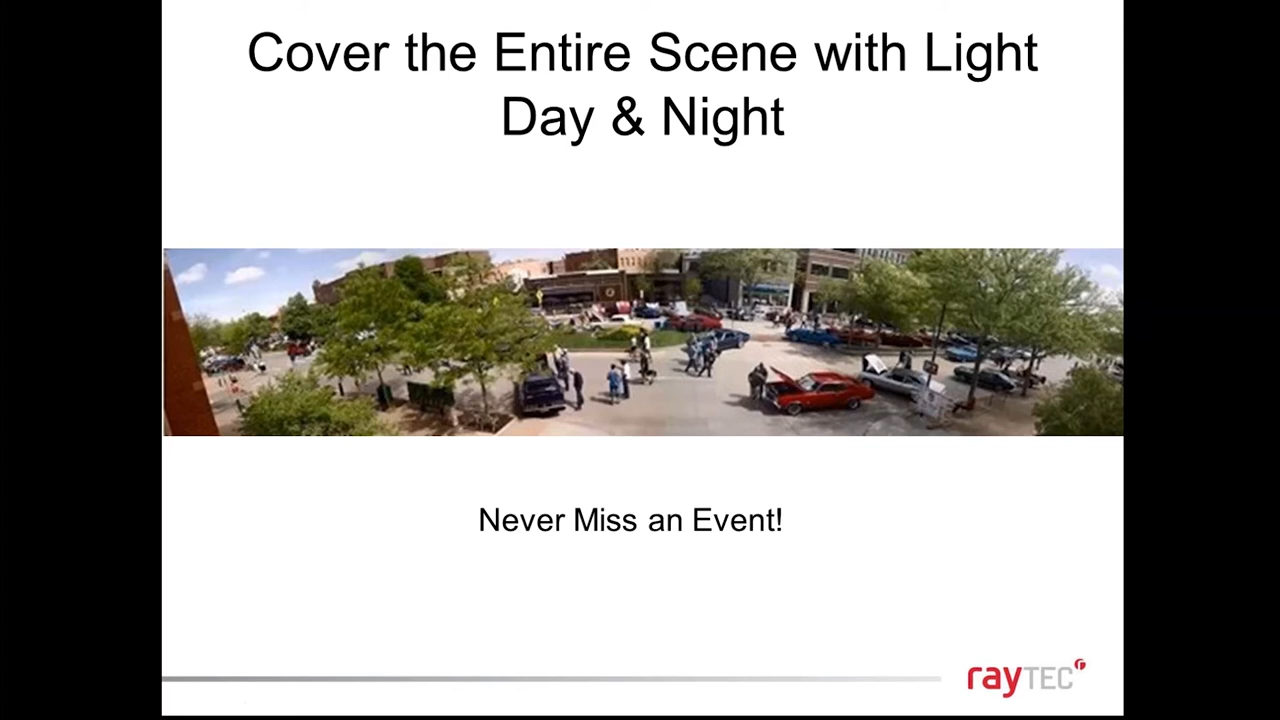 Cover the Entire Scene with Light
Day & Night
Never Miss an Event!
rayTEC